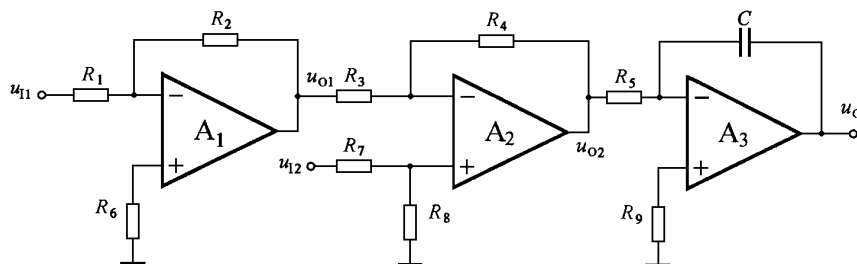 R2
R4
C
R1
uI1
uO1
R3
R5
−
A1
+
−
A2
+
−
A3
+
uO
uI2
R7
uO2
R6
R8
R9